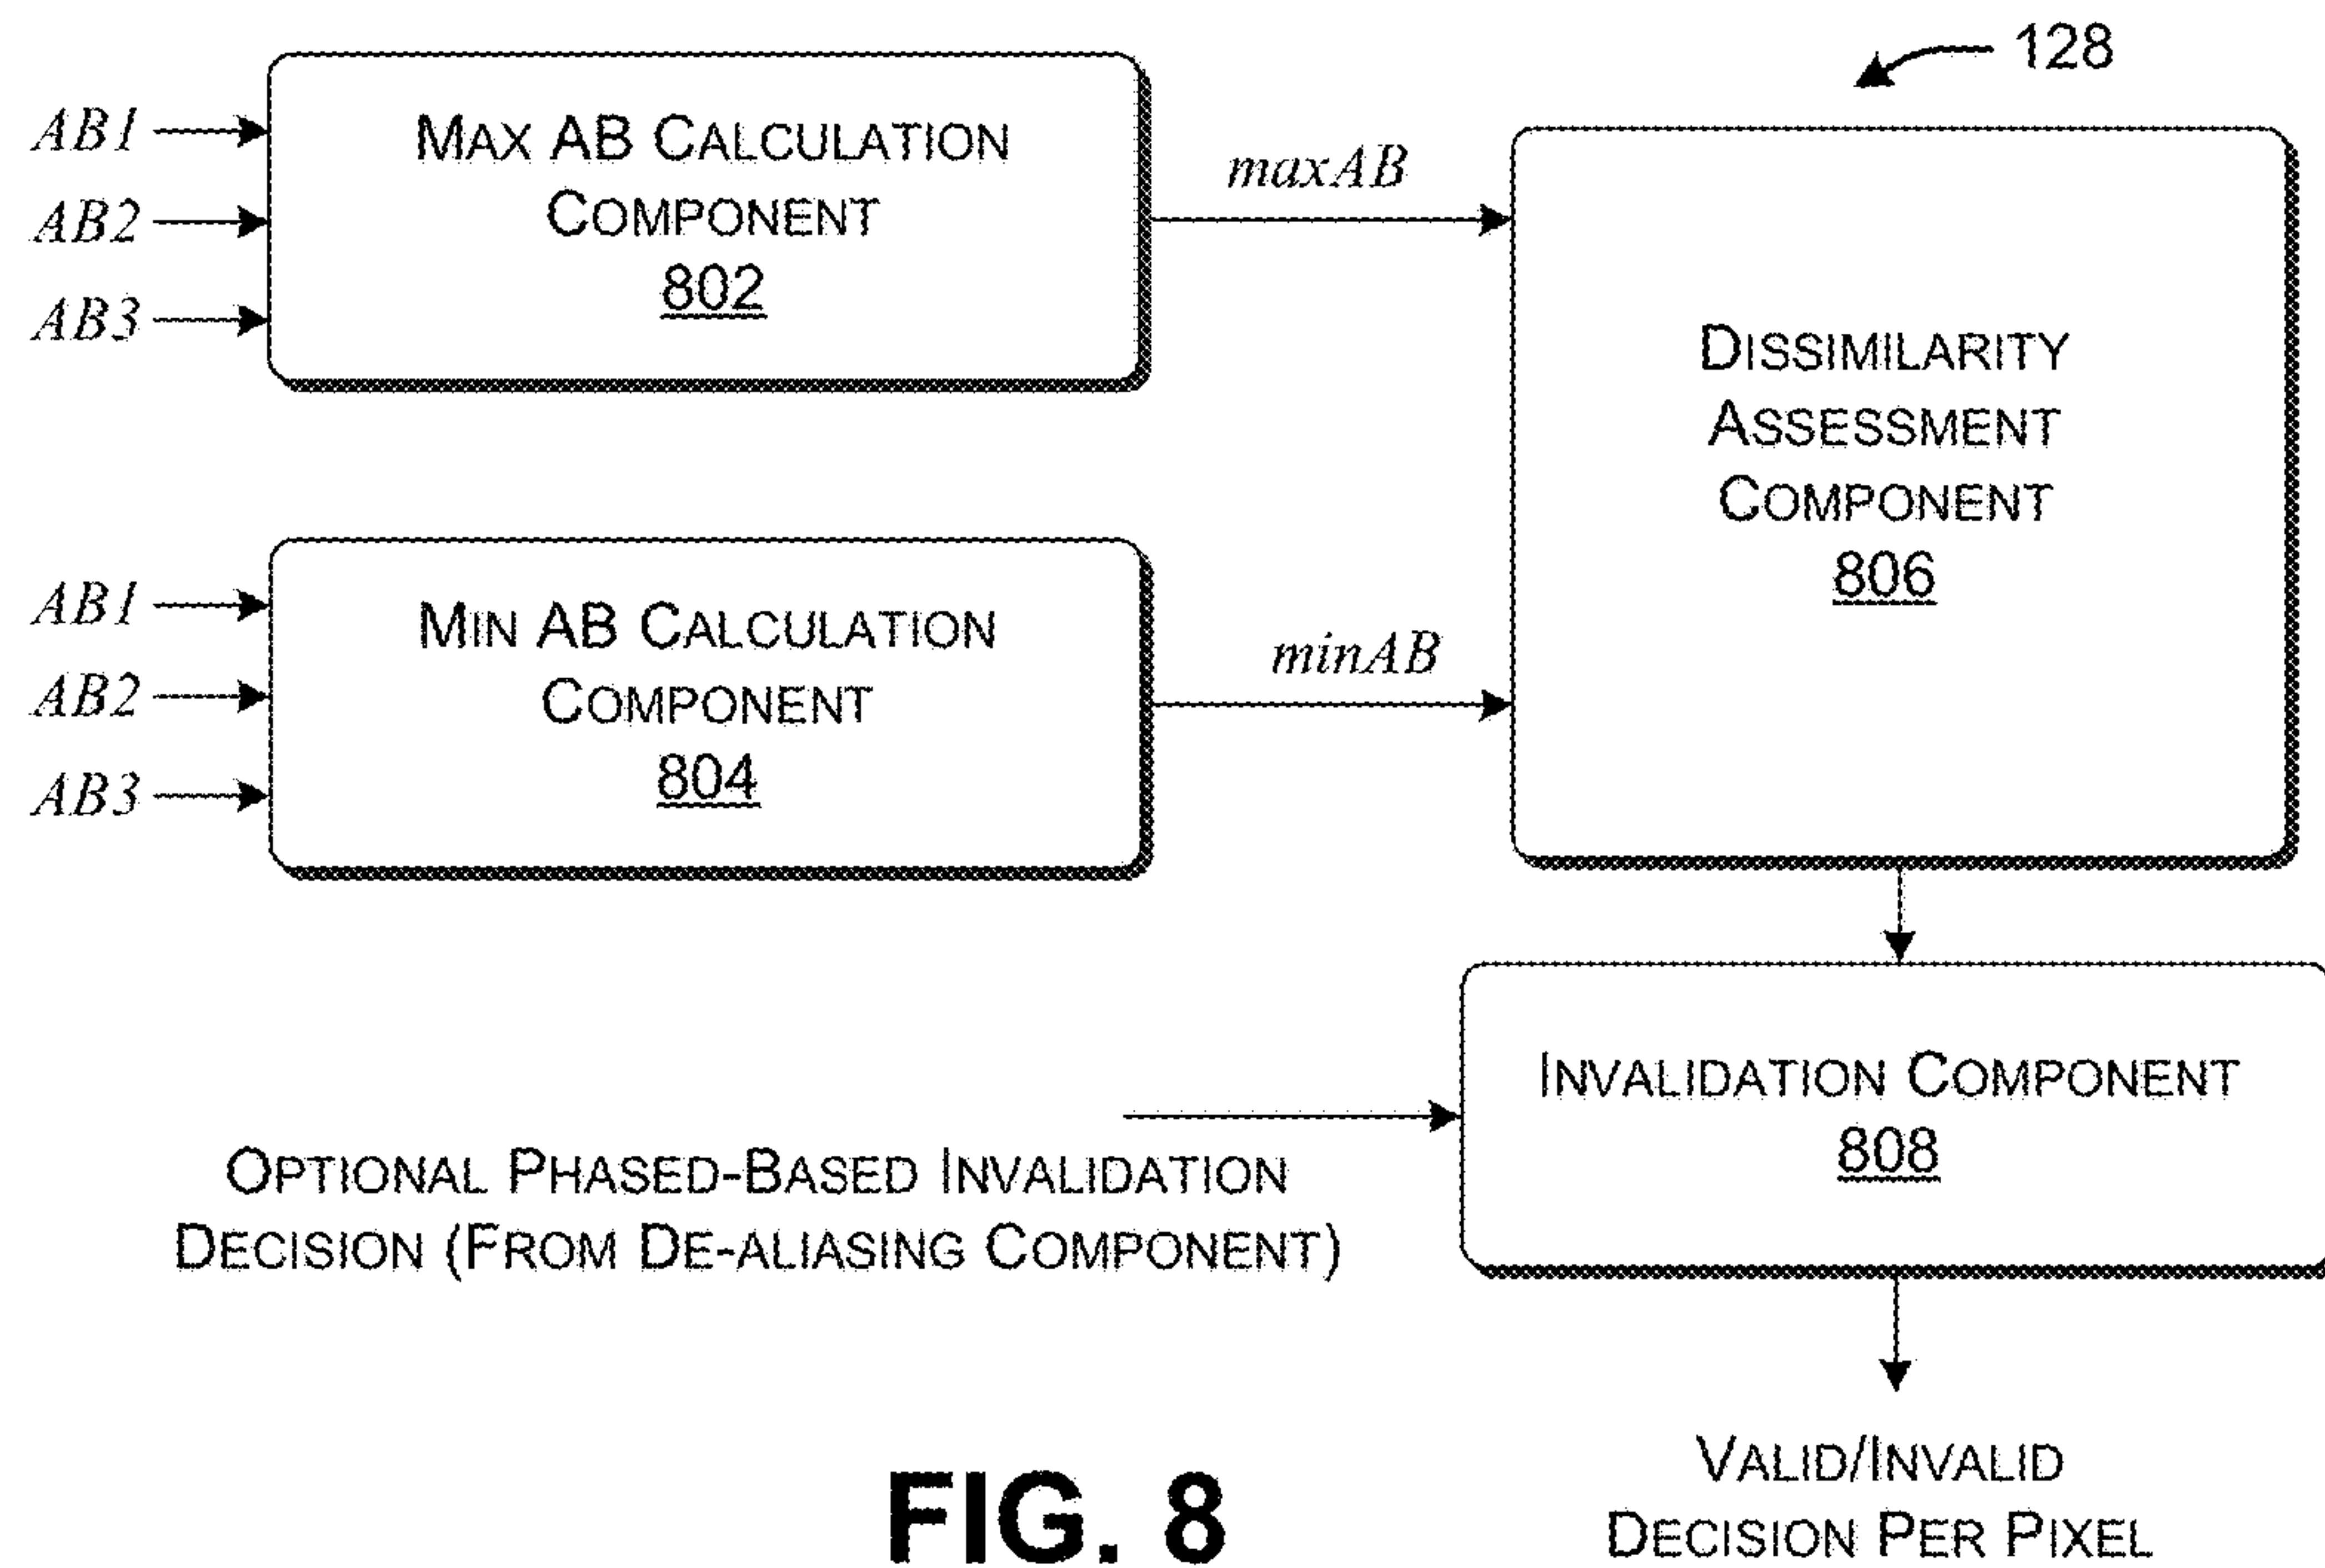 128
AB1
AB2
AB3
MAX AB CALCULATION
COMPONENT
802
maxAB
DISSIMILARITY
ASSESSMENT
COMPONENT
806
AB1
AB2
AB3
MIN AB CALCULATION
COMPONENT
804
minAB
INVALIDATION COMPONENT
808
OPTIONAL PHASED-BASED INVALIDATION
DECISION (FROM DE-ALIASING COMPONENT)
VALID/INVALID
DECISION PER PIXEL
FIG. 8